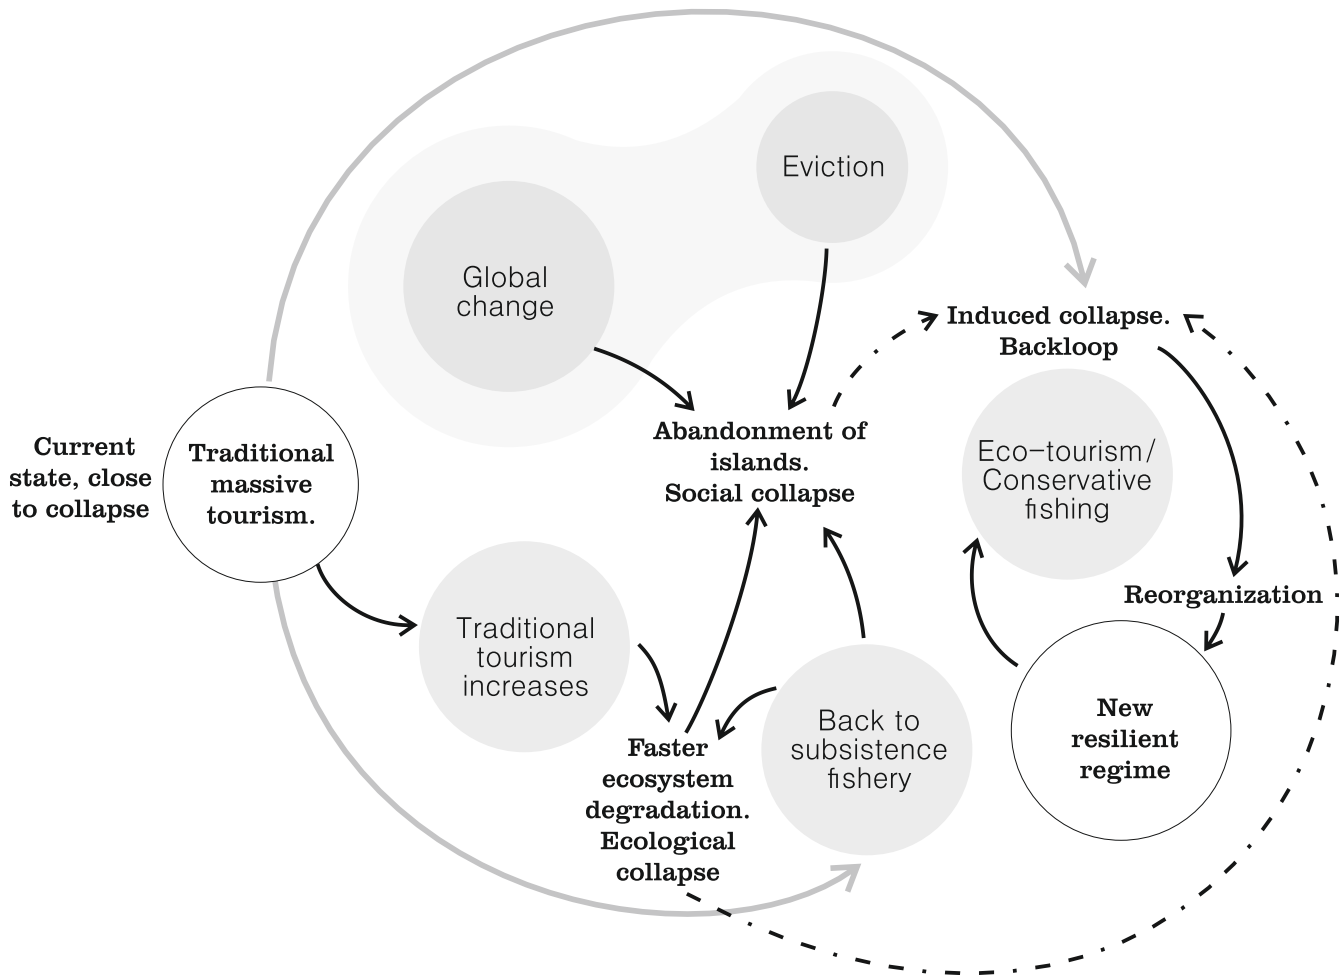 Eviction
Global
change
Induced collapse.
Backloop
Current
state, close
to collapse
Traditional
massive
tourism.
Abandonment of
islands.
Social collapse
Eco-tourism/
Conservative
fishing
Reorganization
Traditional
tourism
increases
Faster
ecosystem
degradation.
Ecological
collapse
Back to
subsistence
fishery
New
resilient
regime